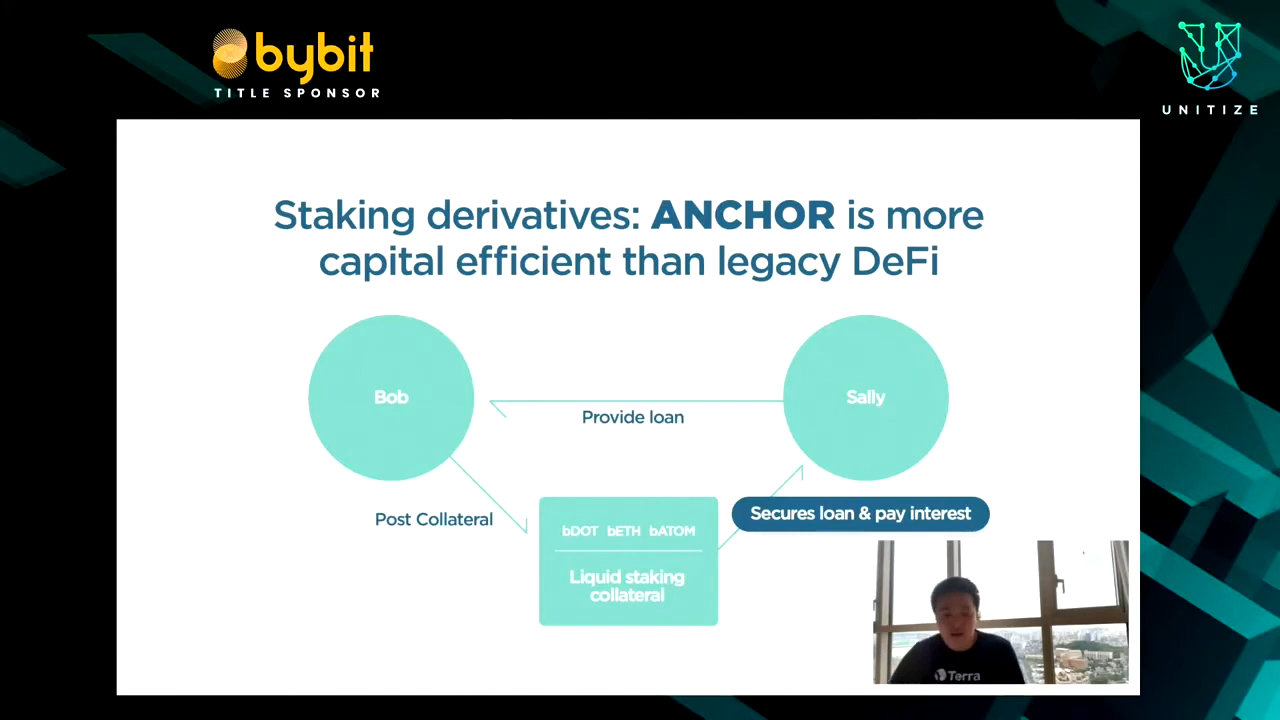 bybit
TITLE SPONSOR
UNITIZE
Staking derivatives: ANCHOR is more
capital efficient than legacy DeFi
Bob
Sally
Provide loan
Post Collateral
Secures loan & pay interest
bDOT bETH bATOM
Liquid staking
collateral
Terra